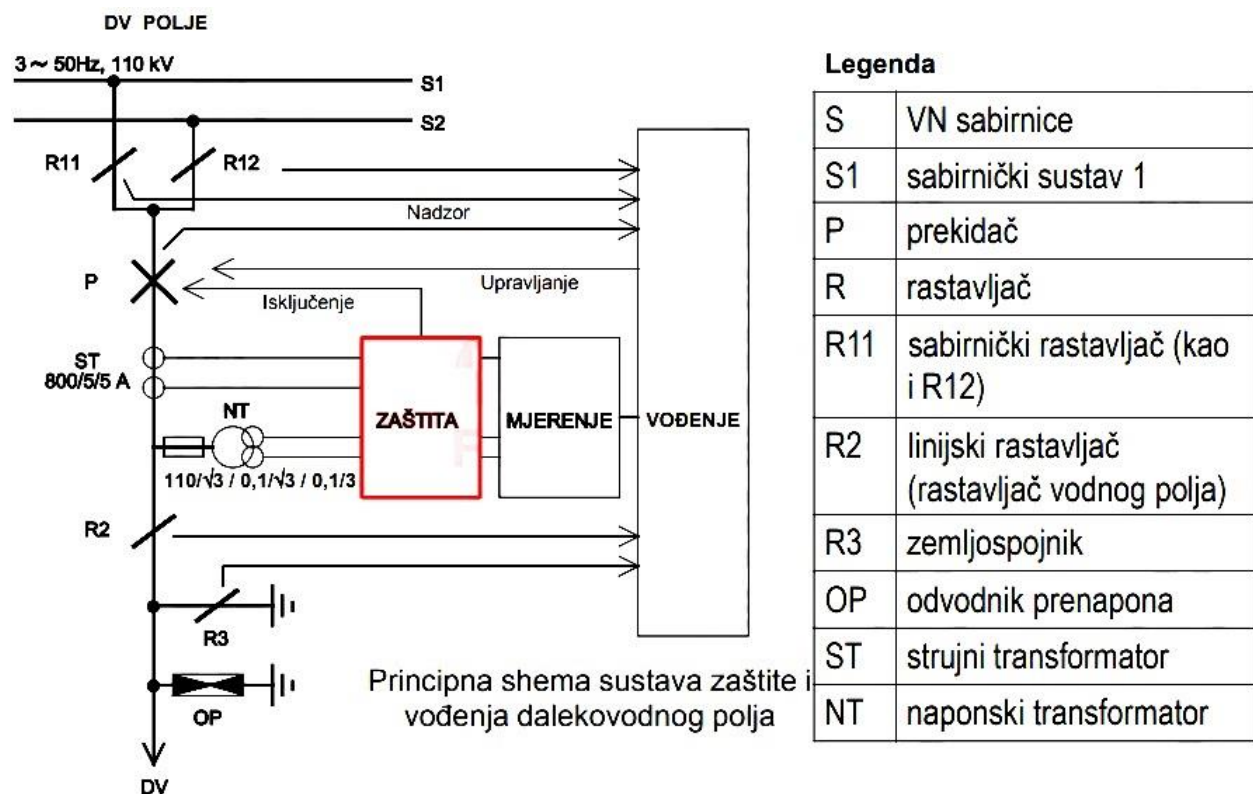 DV POLJE
3 ~ 50Hz, 110 kV
S1
S2
R11
R12
Nadzor
P
Upravljanje
Isključenje
ST
800/5/5 A
NT
ZAŠTITA
MJERENJE
VOĐENJE
110/√3 / 0,1/√3 / 0,1/3
R2
R3
OP
DV
Principna shema sustava zaštite i
vođenja dalekovodnog polja
Legenda
S VN sabirnice
S1 sabirnički sustav 1
P prekidač
R rastavljač
R11 sabirnički rastavljač (kao
i R12)
R2 linijski rastavljač
(rastavljač vodnog polja)
R3 zemljospojnik
OP odvodnik prenapona
ST strujni transformator
NT naponski transformator